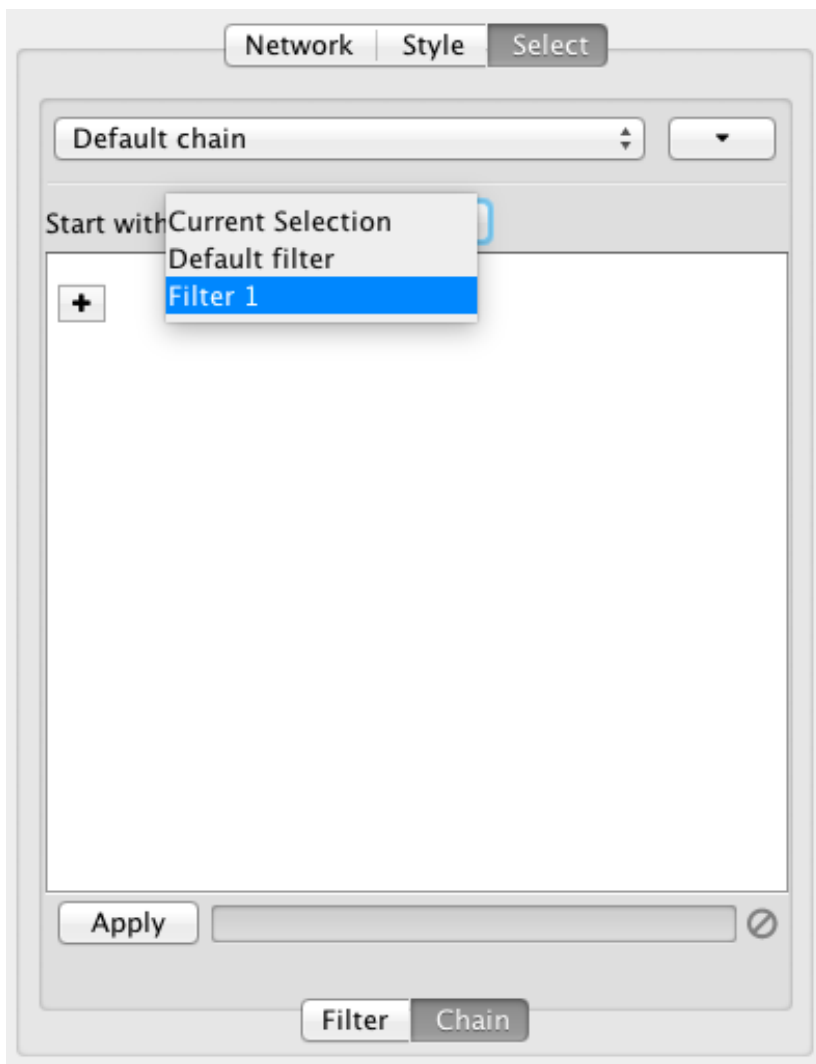 Network Style Select
Default chain
Start with
Current Selection
Default filter
Filter 1
Apply
Filter Chain